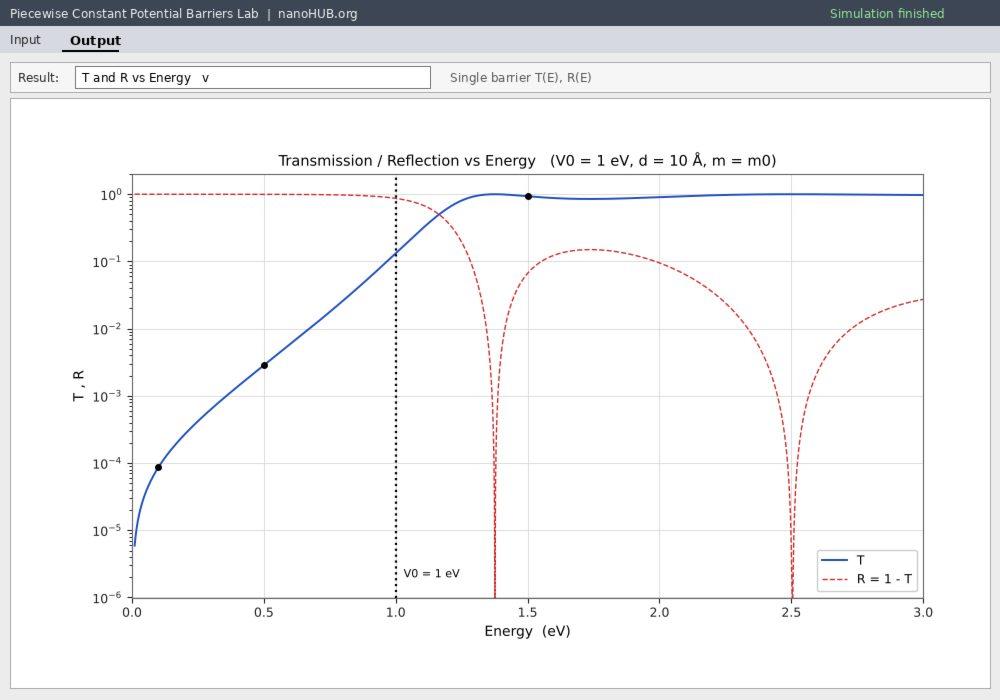 Piecewise Constant Potential Barriers Lab | nanoHUB.org
Simulation finished
Input Output
Result: T and R vs Energy v Single barrier T(E), R(E)
Transmission / Reflection vs Energy (V0 = 1 eV, d = 10 Å, m = m0)
T , R
10⁰
10⁻¹
10⁻²
10⁻³
10⁻⁴
10⁻⁵
10⁻⁶
V0 = 1 eV
T
R = 1 - T
0.0 0.5 1.0 1.5 2.0 2.5 3.0
Energy (eV)